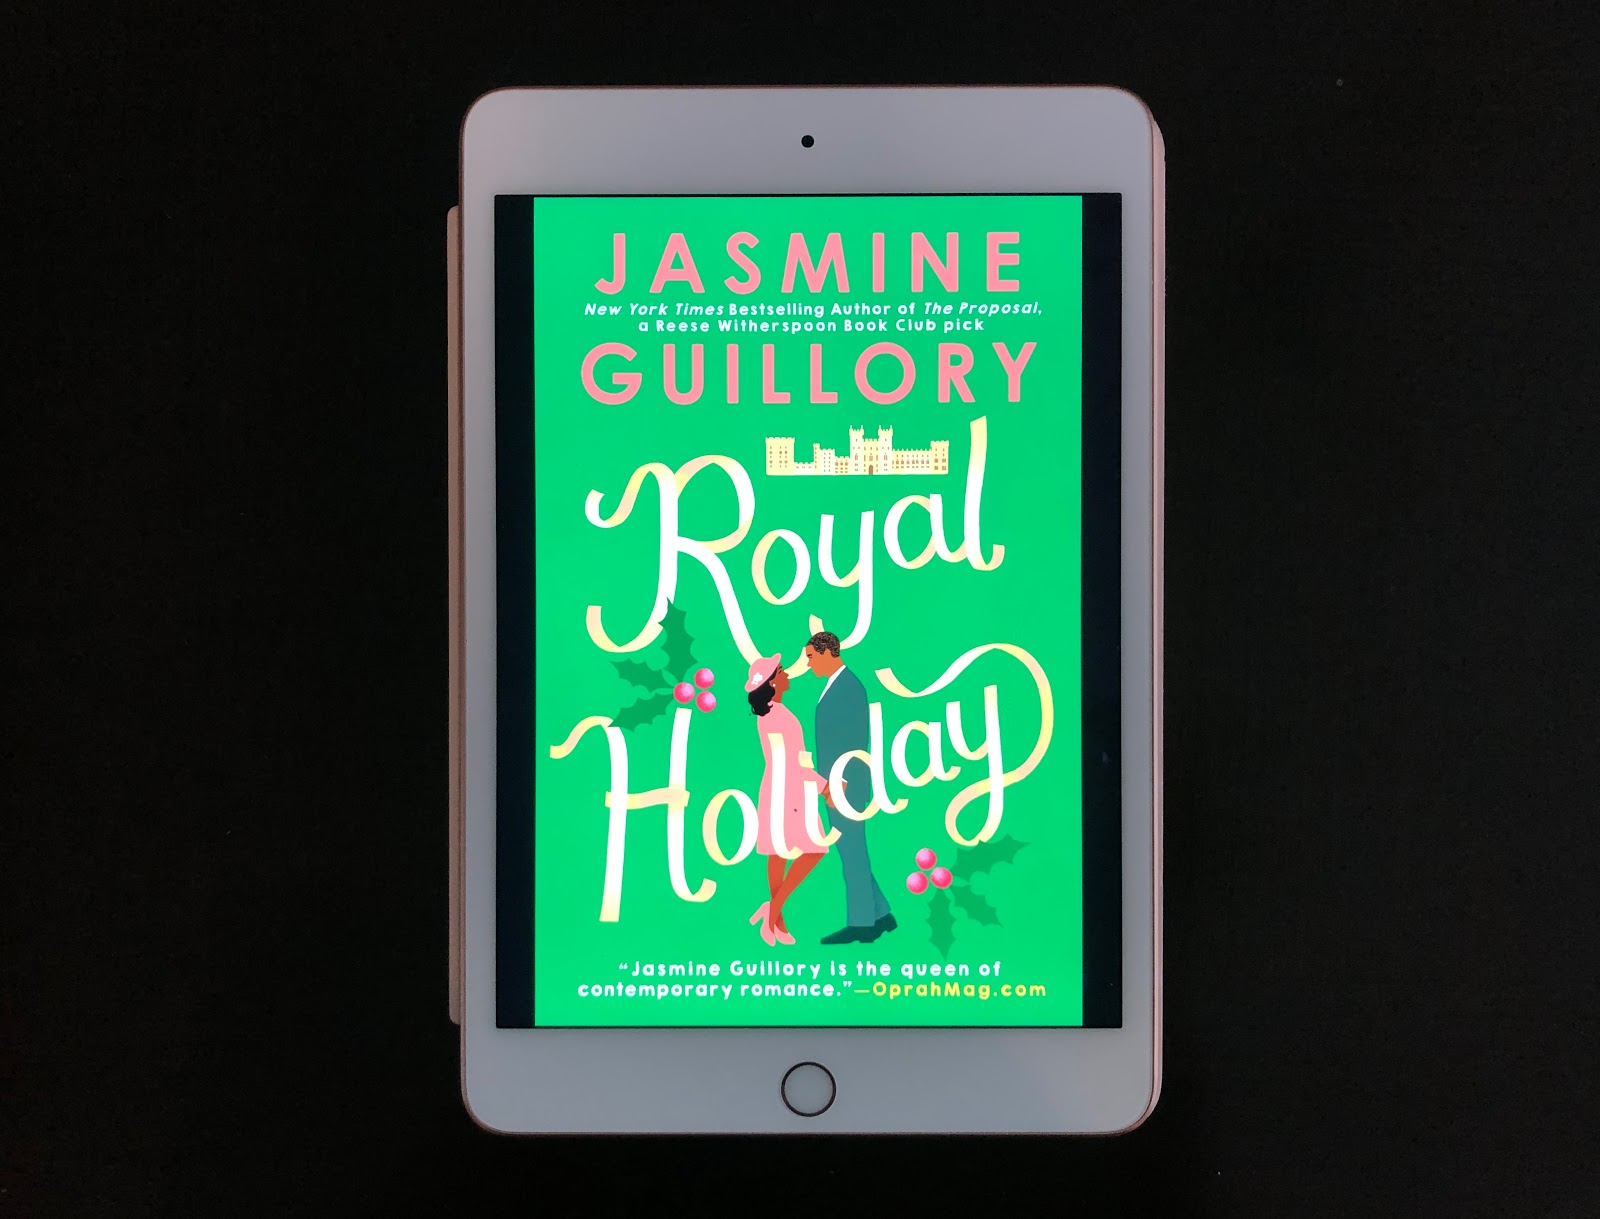 JASMINE
New York Times Bestselling Author of The Proposal,
a Reese Witherspoon Book Club pick
GUILLORY
Royal
Holiday
“Jasmine Guillory is the queen of
contemporary romance.”—OprahMag.com